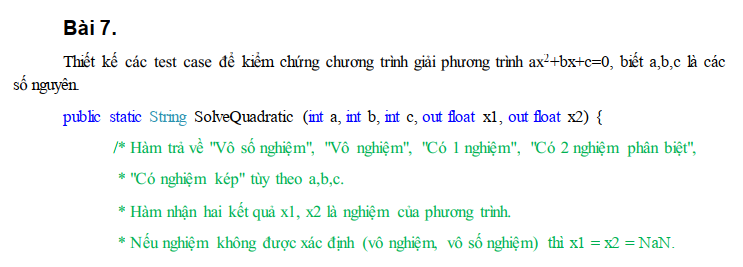 Bài 7.
Thiết kế các test case để kiểm chứng chương trình giải phương trình ax²+bx+c=0, biết a,b,c là các
số nguyên.
public static String SolveQuadratic (int a, int b, int c, out float x1, out float x2) {
/* Hàm trả về "Vô số nghiệm", "Vô nghiệm", "Có 1 nghiệm", "Có 2 nghiệm phân biệt",
* "Có nghiệm kép" tùy theo a,b,c.
* Hàm nhận hai kết quả x1, x2 là nghiệm của phương trình.
* Nếu nghiệm không được xác định (vô nghiệm, vô số nghiệm) thì x1 = x2 = NaN.